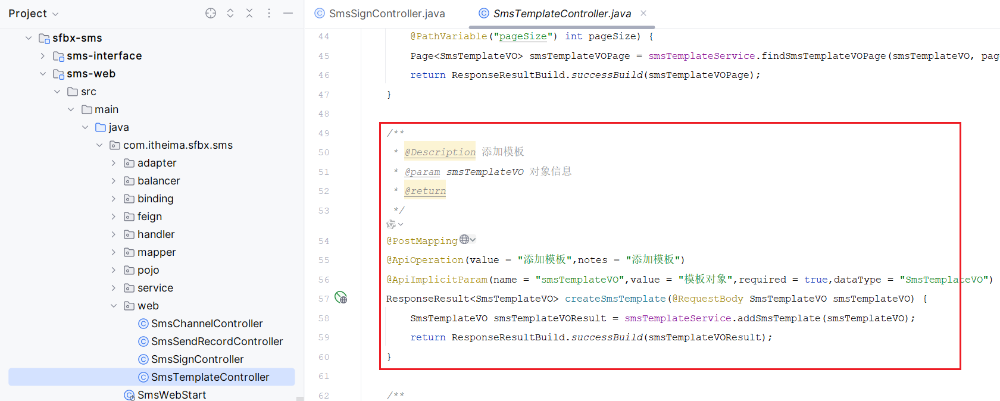 Project
sfbx-sms
sms-interface
sms-web
src
main
java
com.itheima.sfbx.sms
adapter
balancer
binding
feign
handler
mapper
pojo
service
web
SmsChannelController
SmsSendRecordController
SmsSignController
SmsTemplateController
SmsWebStart
SmsSignController.java
SmsTemplateController.java
44 @PathVariable("pageSize") int pageSize) {
45 Page<SmsTemplateVO> smsTemplateVOPage = smsTemplateService.findSmsTemplateVOPage(smsTemplateVO, pag
46 return ResponseResultBuild.successBuild(smsTemplateVOPage);
47 }
48
49 /**
50 * @Description 添加模板
51 * @param smsTemplateVO 对象信息
52 * @return
53 */
54 @PostMapping
55 @ApiOperation(value = "添加模板",notes = "添加模板")
56 @ApiImplicitParam(name = "smsTemplateVO",value = "模板对象",required = true,dataType = "SmsTemplateVO")
57 ResponseResult<SmsTemplateVO> createSmsTemplate(@RequestBody SmsTemplateVO smsTemplateVO) {
58 SmsTemplateVO smsTemplateVOResult = smsTemplateService.addSmsTemplate(smsTemplateVO);
59 return ResponseResultBuild.successBuild(smsTemplateVOResult);
60 }
61
62 /**